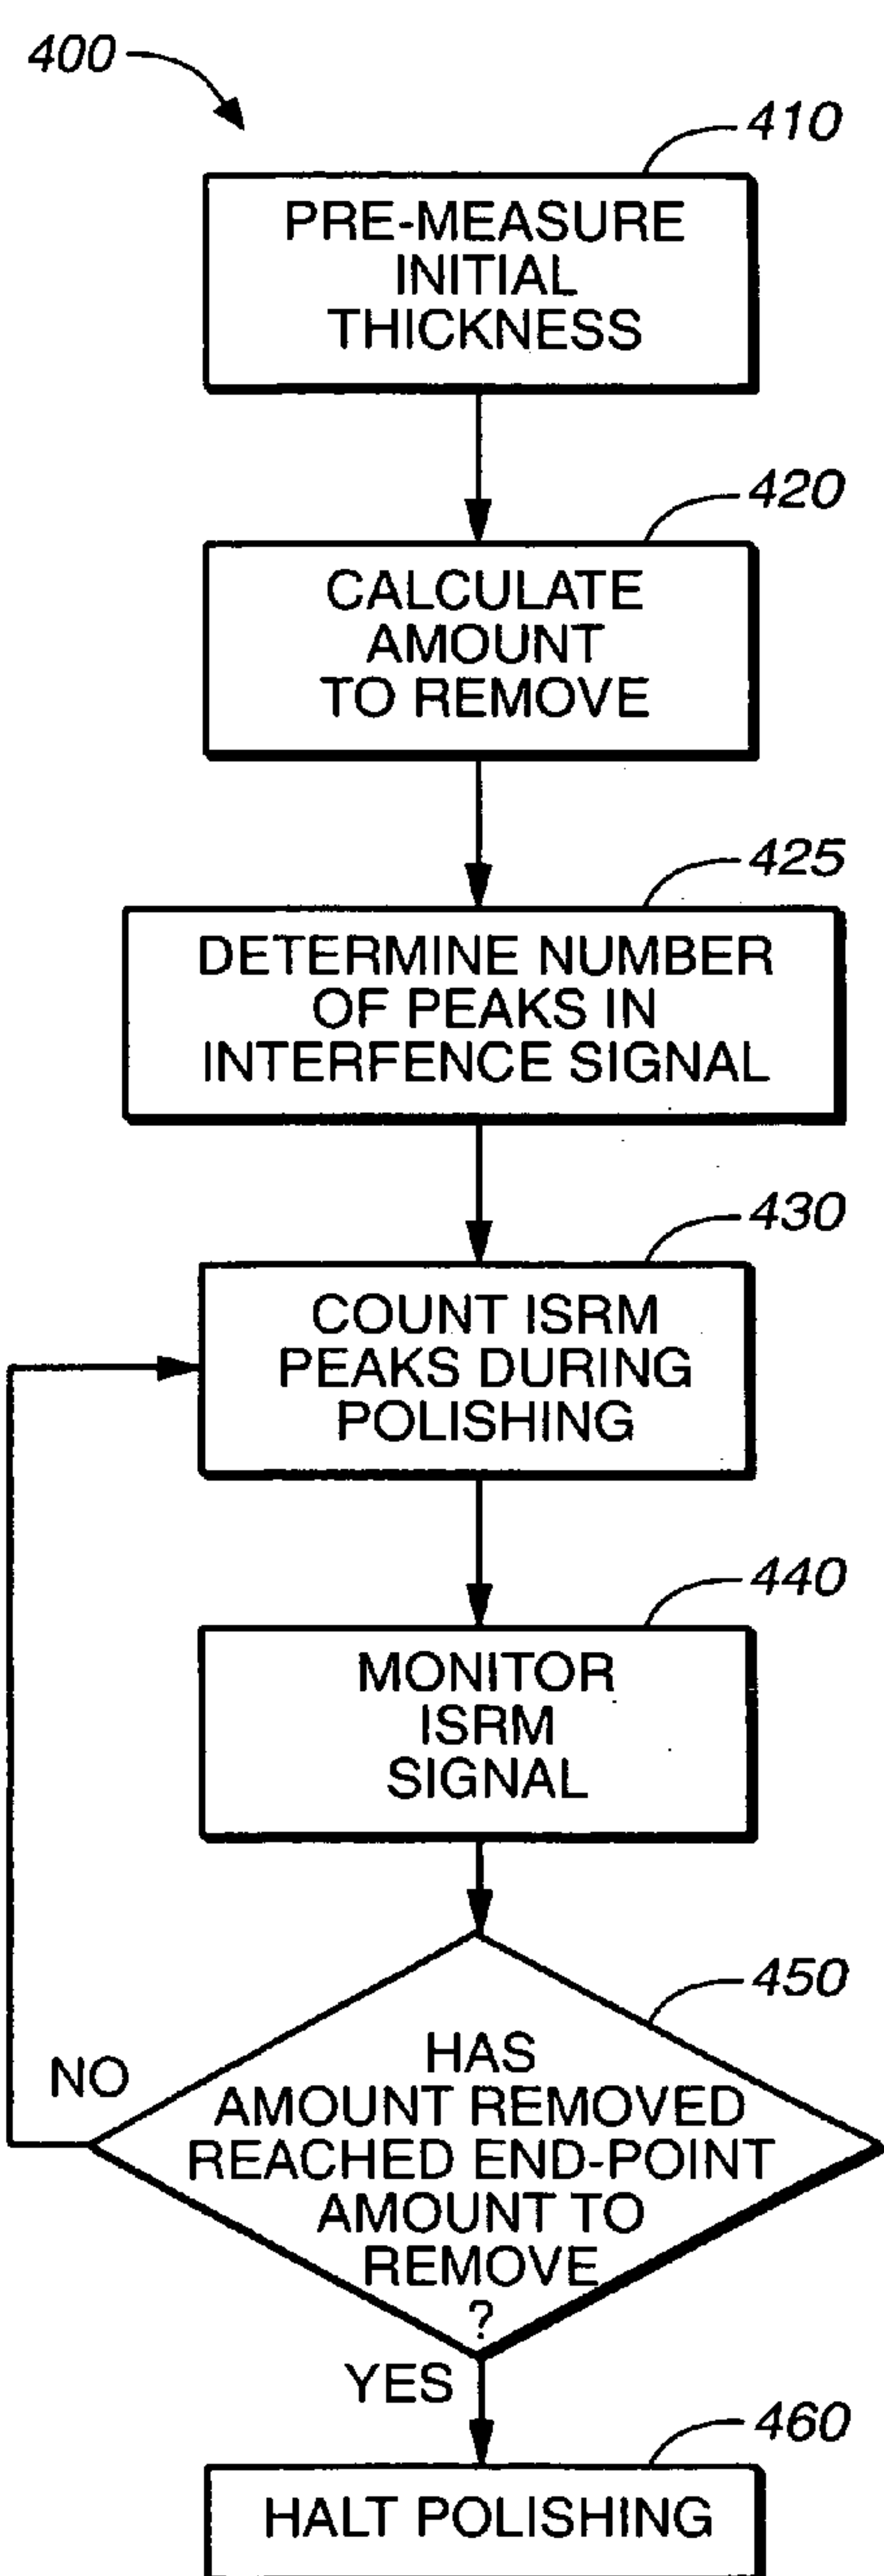 400
410
PRE-MEASURE
INITIAL
THICKNESS
420
CALCULATE
AMOUNT
TO REMOVE
425
DETERMINE NUMBER
OF PEAKS IN
INTERFENCE SIGNAL
430
COUNT ISRM
PEAKS DURING
POLISHING
440
MONITOR
ISRM
SIGNAL
450
HAS
AMOUNT REMOVED
REACHED END-POINT
AMOUNT TO
REMOVE
?
NO
YES
460
HALT POLISHING